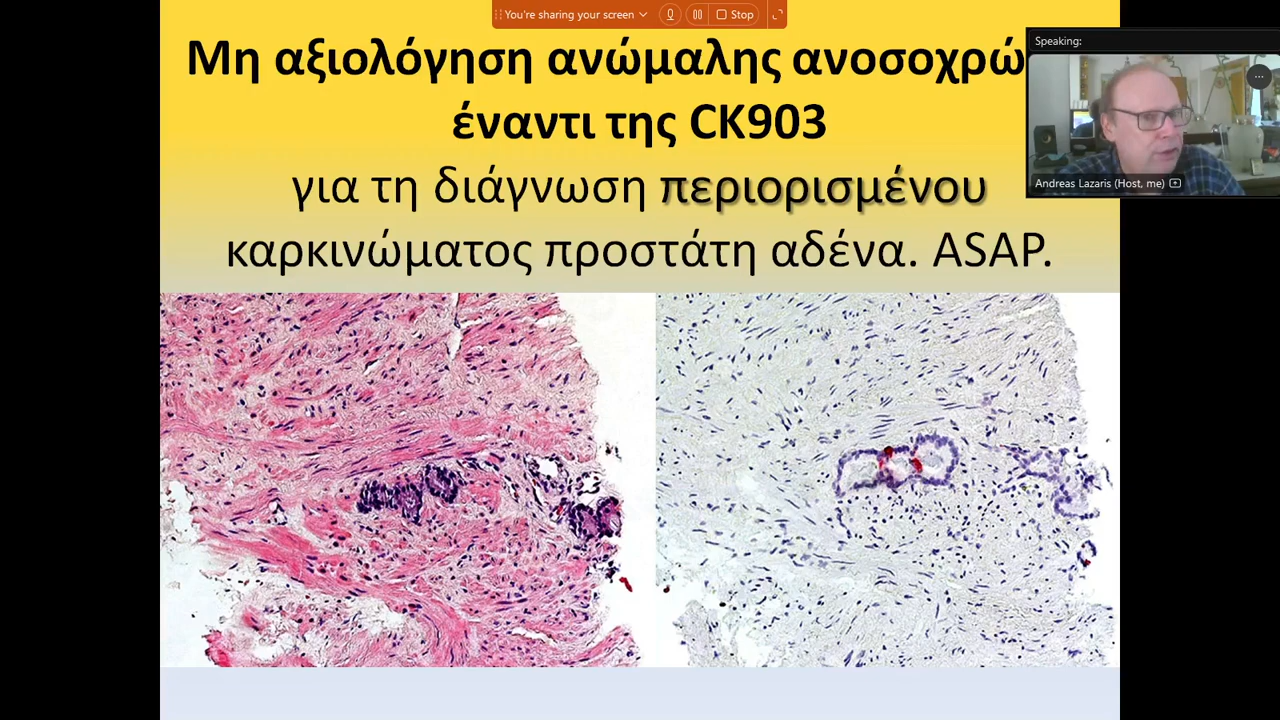 You're sharing your screen
Stop
Μη αξιολόγηση ανώμαλης
έναντι της CK903
για τη διάγνωση περιορισμένου
καρκινώματος προστάτη αδένα. ASAP.
Speaking:
Andreas Lazaris (Host, me)